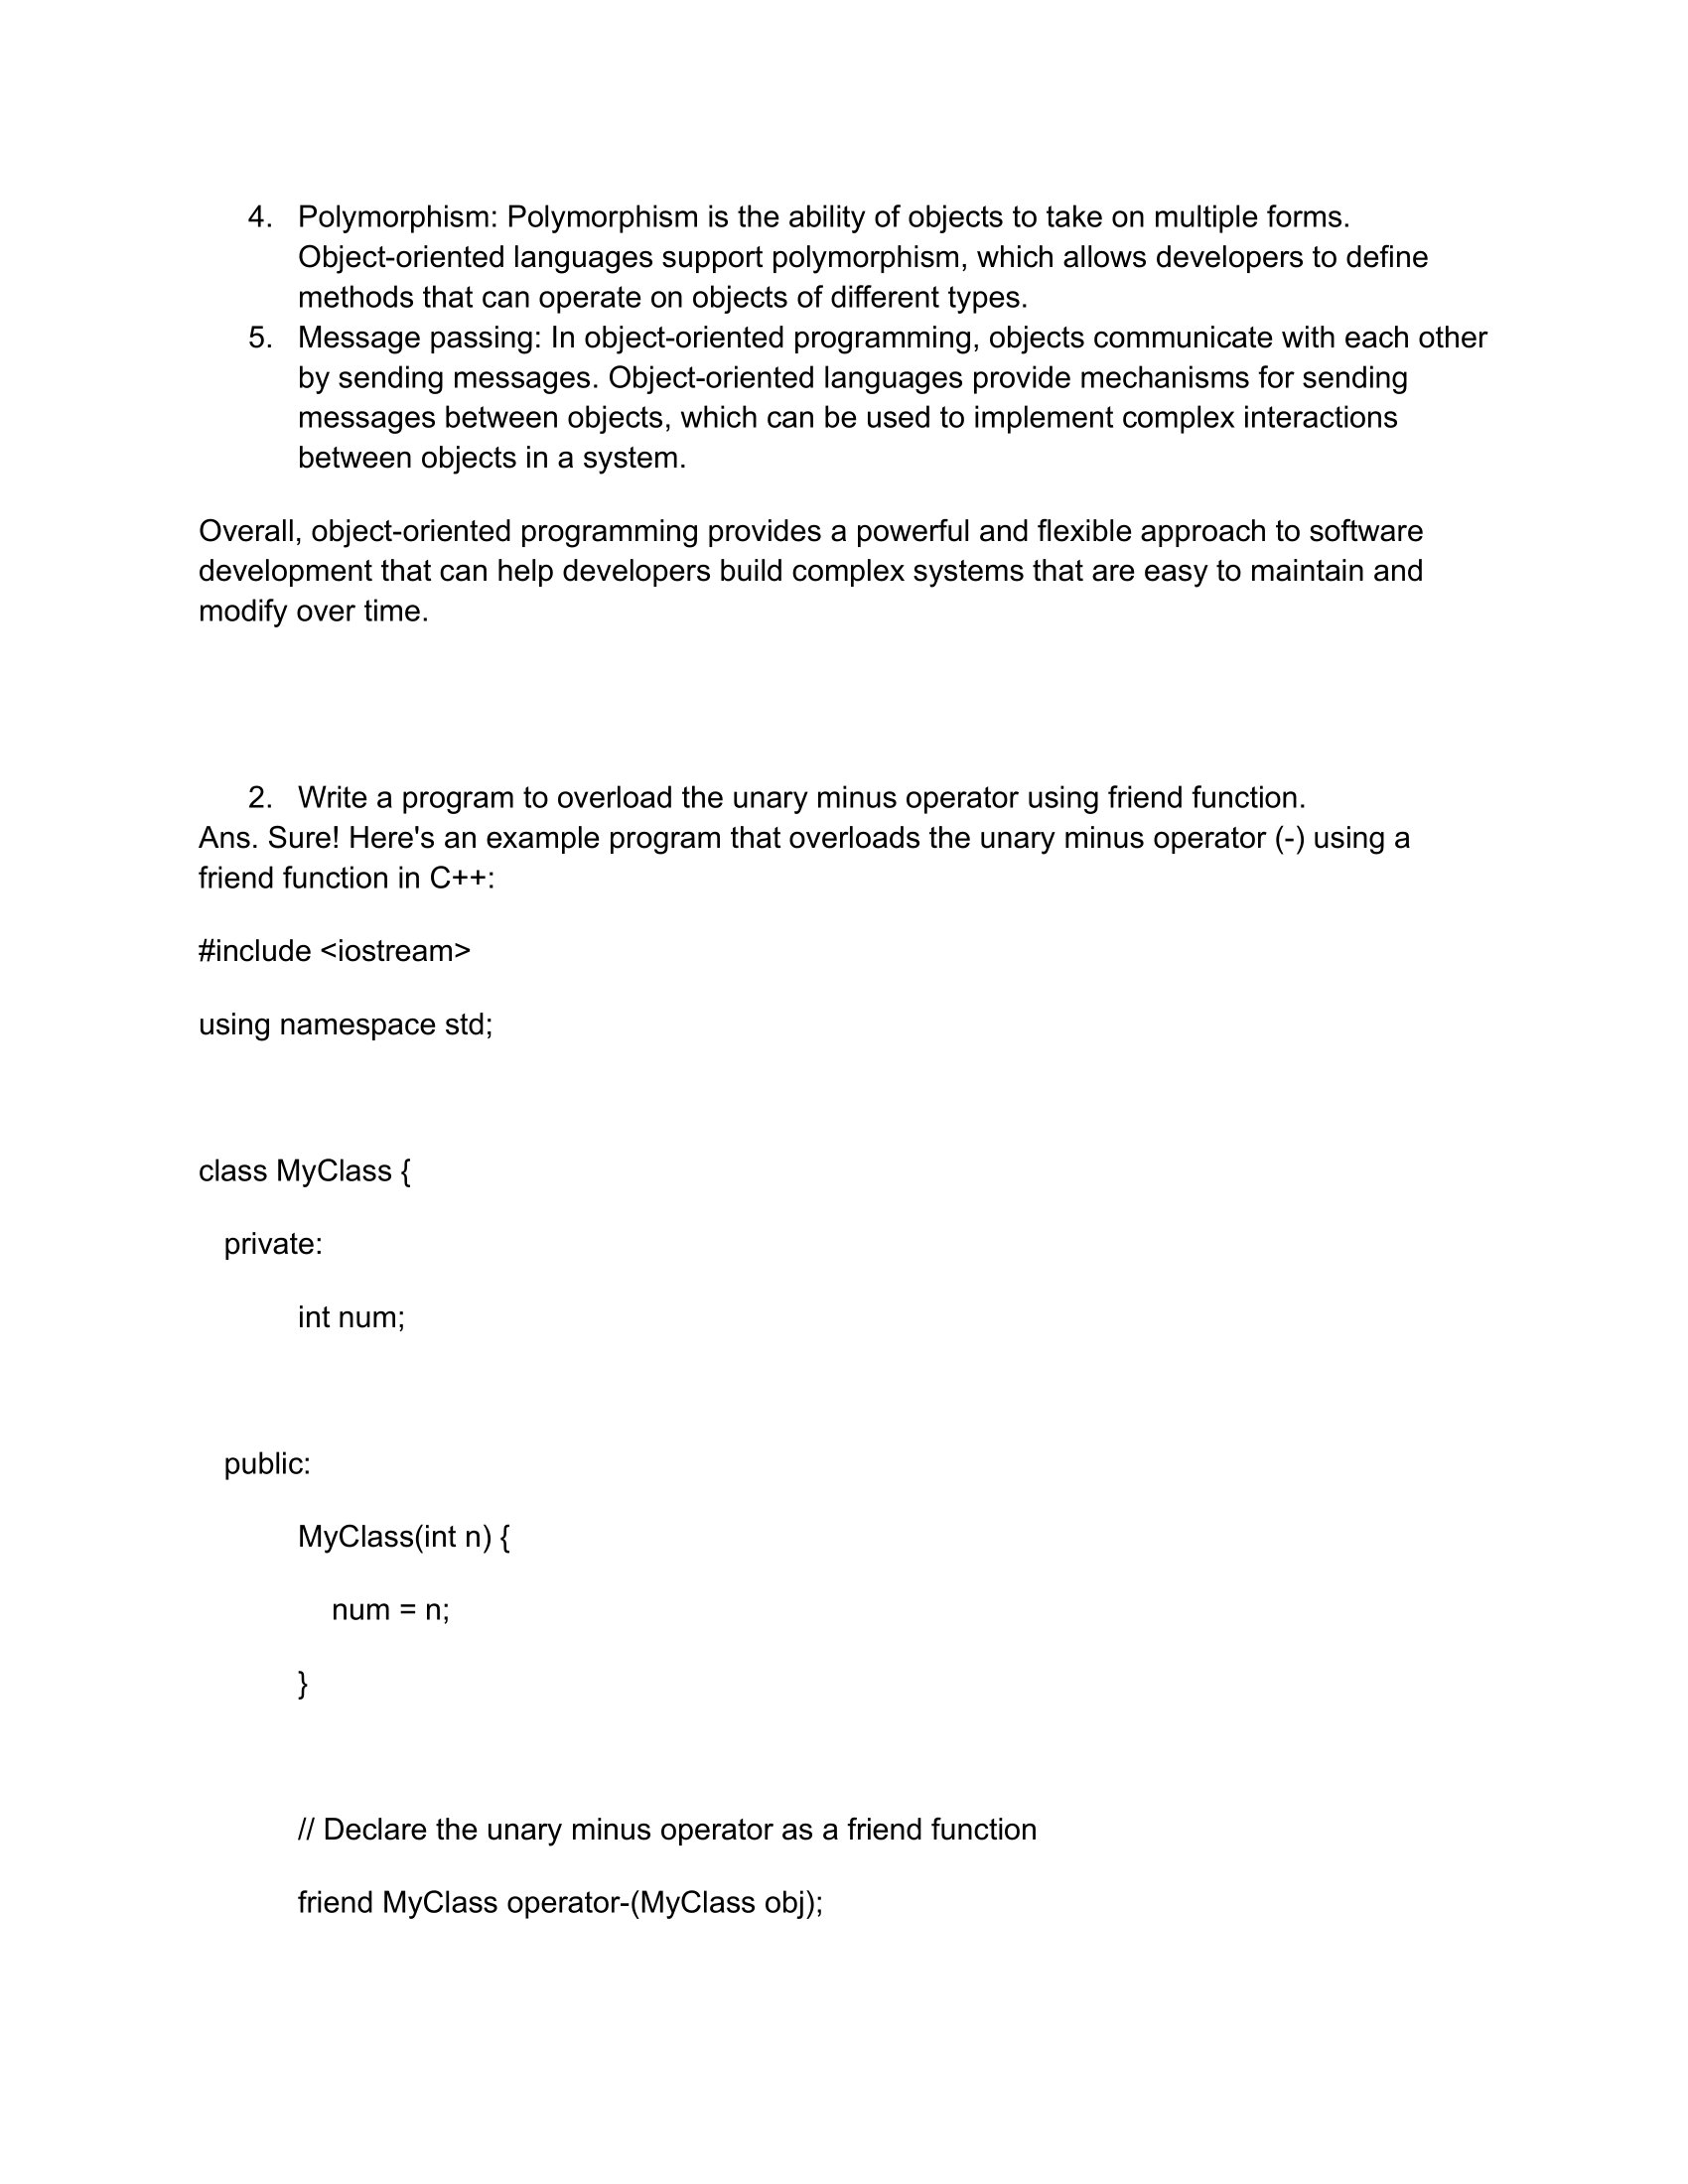 4. Polymorphism: Polymorphism is the ability of objects to take on multiple forms.
Object-oriented languages support polymorphism, which allows developers to define
methods that can operate on objects of different types.
5. Message passing: In object-oriented programming, objects communicate with each other
by sending messages. Object-oriented languages provide mechanisms for sending
messages between objects, which can be used to implement complex interactions
between objects in a system.
Overall, object-oriented programming provides a powerful and flexible approach to software
development that can help developers build complex systems that are easy to maintain and
modify over time.
2. Write a program to overload the unary minus operator using friend function.
Ans. Sure! Here's an example program that overloads the unary minus operator (-) using a
friend function in C++:
#include <iostream>
using namespace std;
class MyClass {
private:
int num;
public:
MyClass(int n) {
num = n;
}
// Declare the unary minus operator as a friend function
friend MyClass operator-(MyClass obj);